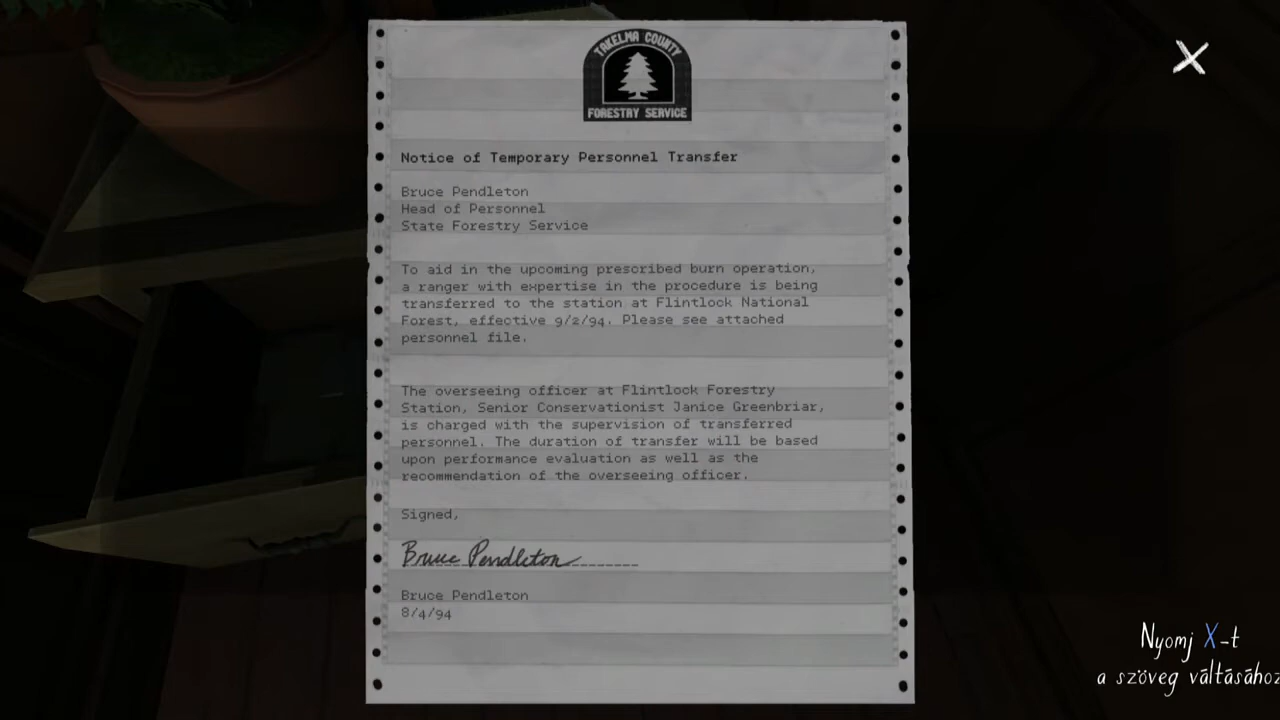 TAKELMA COUNTY
FORESTRY SERVICE
Notice of Temporary Personnel Transfer
Bruce Pendleton
Head of Personnel
State Forestry Service
To aid in the upcoming prescribed burn operation,
a ranger with expertise in the procedure is being
transferred to the station at Flintlock National
Forest, effective 9/2/94. Please see attached
personnel file.
The overseeing officer at Flintlock Forestry
Station, Senior Conservationist Janice Greenbriar,
is charged with the supervision of transferred
personnel. The duration of transfer will be based
upon performance evaluation as well as the
recommendation of the overseeing officer.
Signed,
Bruce Pendleton
Bruce Pendleton
8/4/94
X
Nyomj X-t
a szöveg váltásához